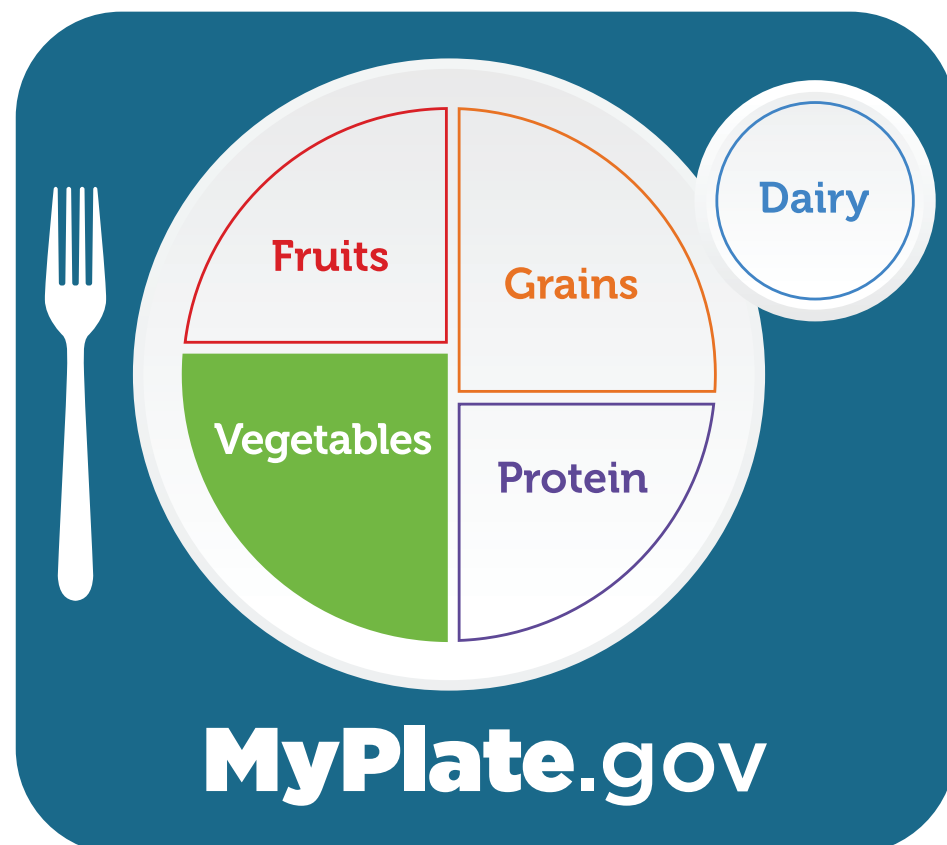 Dairy
Fruits
Grains
Vegetables
Protein
MyPlate.gov